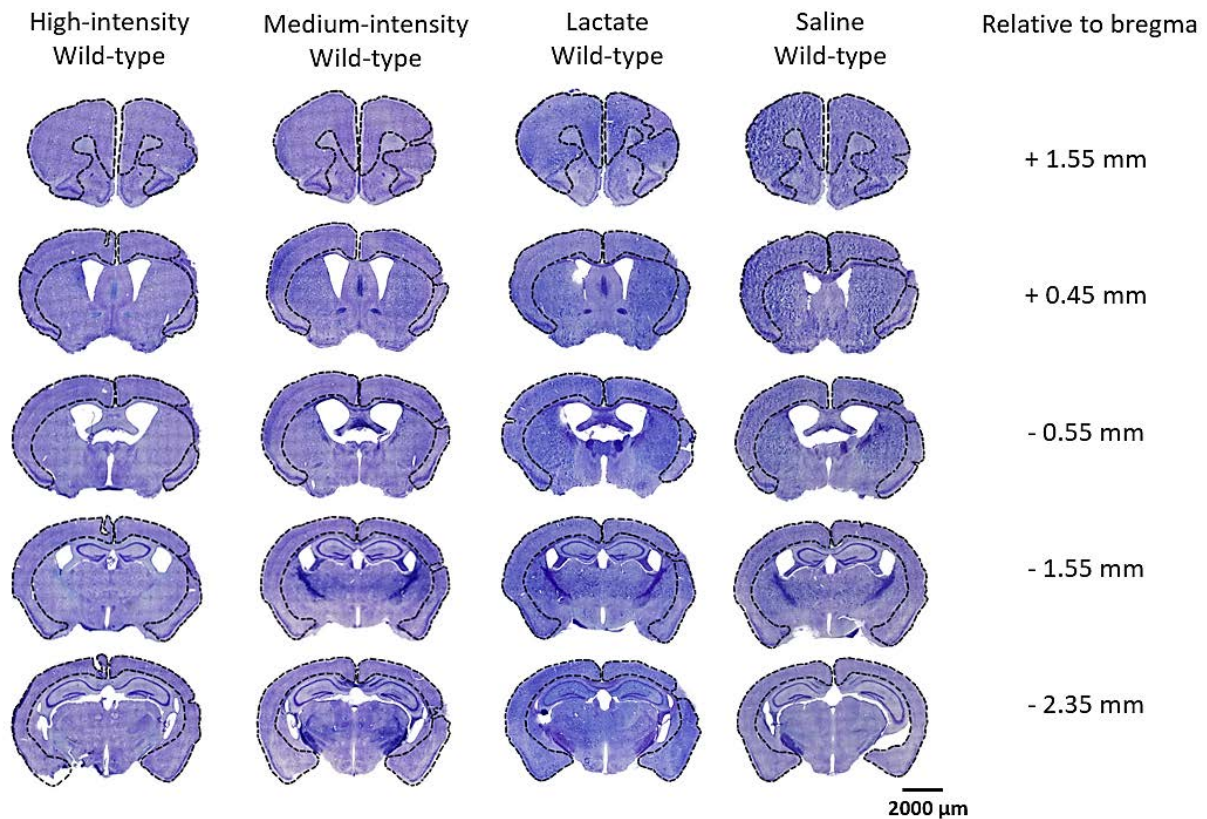 High-intensity
Wild-type
Medium-intensity
Wild-type
Lactate
Wild-type
Saline
Wild-type
Relative to bregma
+ 1.55 mm
+ 0.45 mm
- 0.55 mm
- 1.55 mm
- 2.35 mm
2000 µm